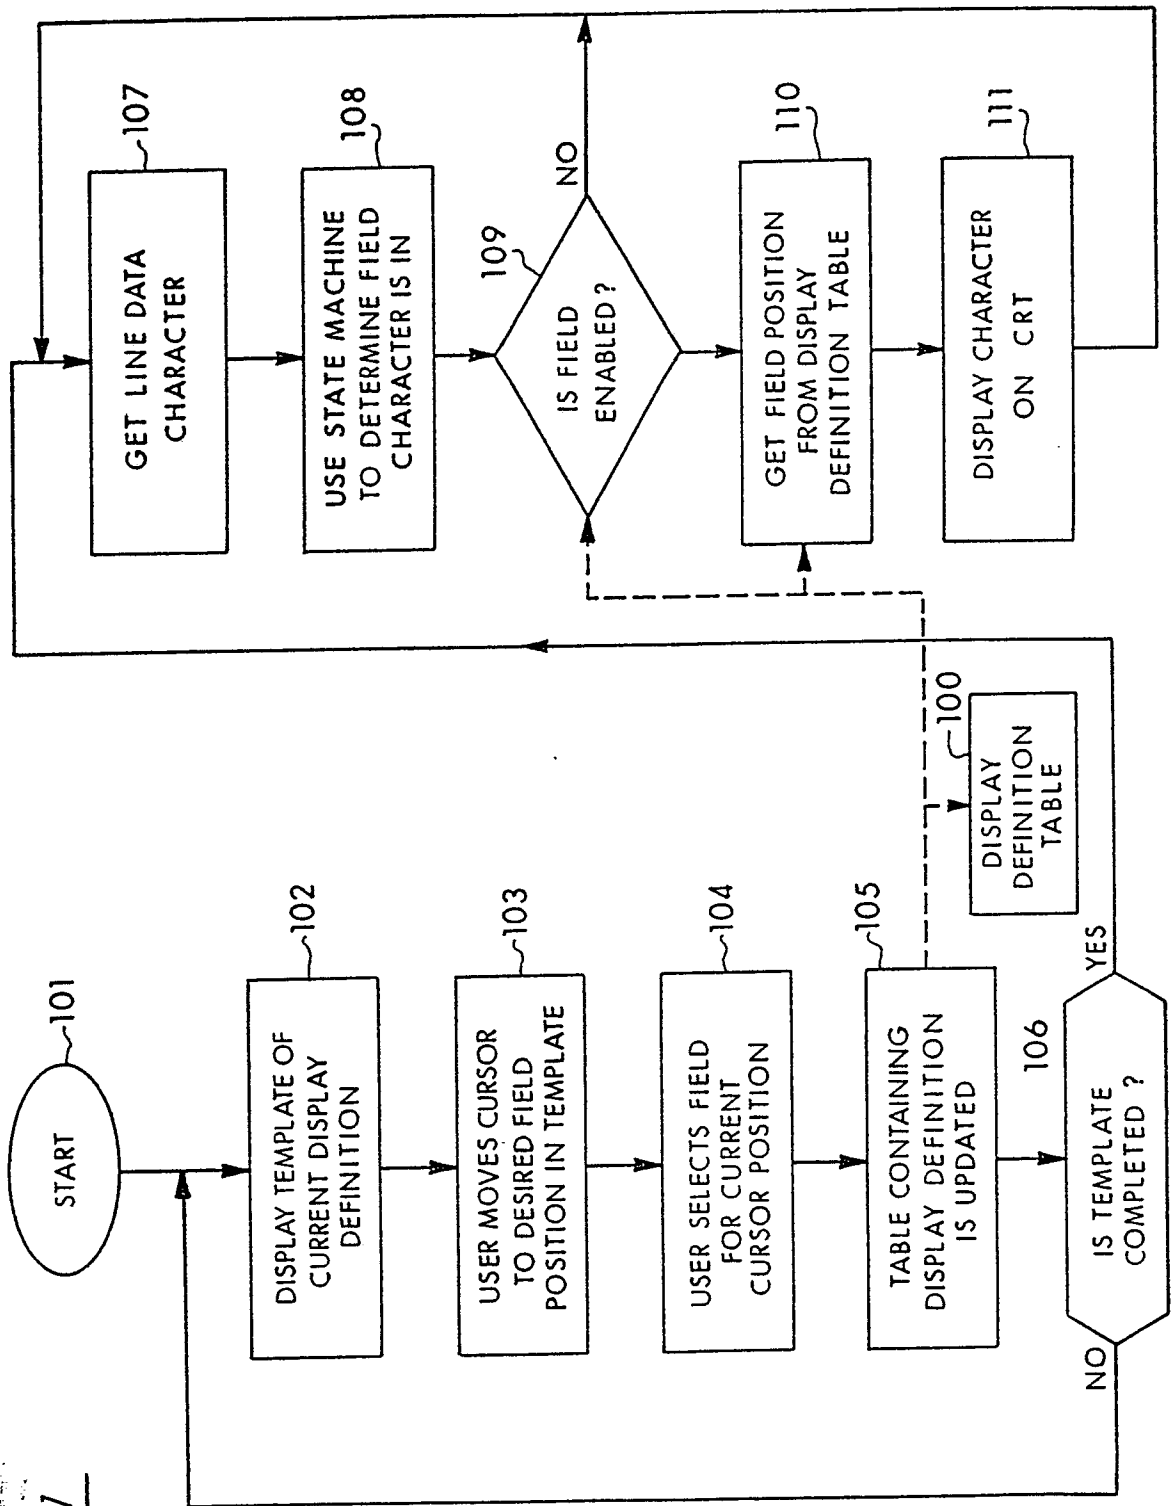 START
101
DISPLAY TEMPLATE OF
CURRENT DISPLAY
DEFINITION
102
USER MOVES CURSOR
TO DESIRED FIELD
POSITION IN TEMPLATE
103
USER SELECTS FIELD
FOR CURRENT
CURSOR POSITION
104
TABLE CONTAINING
DISPLAY DEFINITION
IS UPDATED
105
DISPLAY
DEFINITION
TABLE
100
IS TEMPLATE
COMPLETED ?
106
NO
YES
GET LINE DATA
CHARACTER
107
USE STATE MACHINE
TO DETERMINE FIELD
CHARACTER IS IN
108
IS FIELD
ENABLED ?
109
NO
GET FIELD POSITION
FROM DISPLAY
DEFINITION TABLE
110
DISPLAY CHARACTER
ON CRT
111